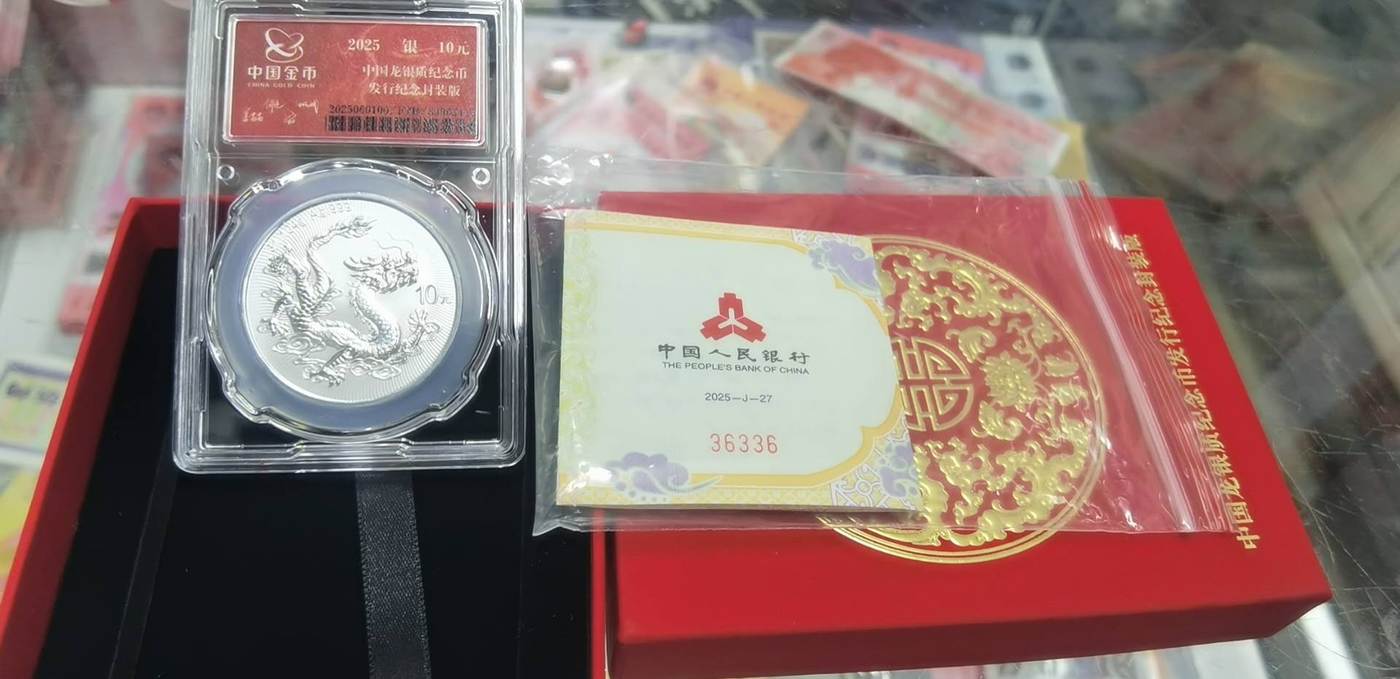 中国金币
CHINA GOLD COIN
2025 银 10元
中国龙银质纪念币
发行纪念封装版
Ag999
10元
中国人民银行
THE PEOPLE'S BANK OF CHINA
2025-J-27
36336
中国龙银质纪念币发行纪念封装版